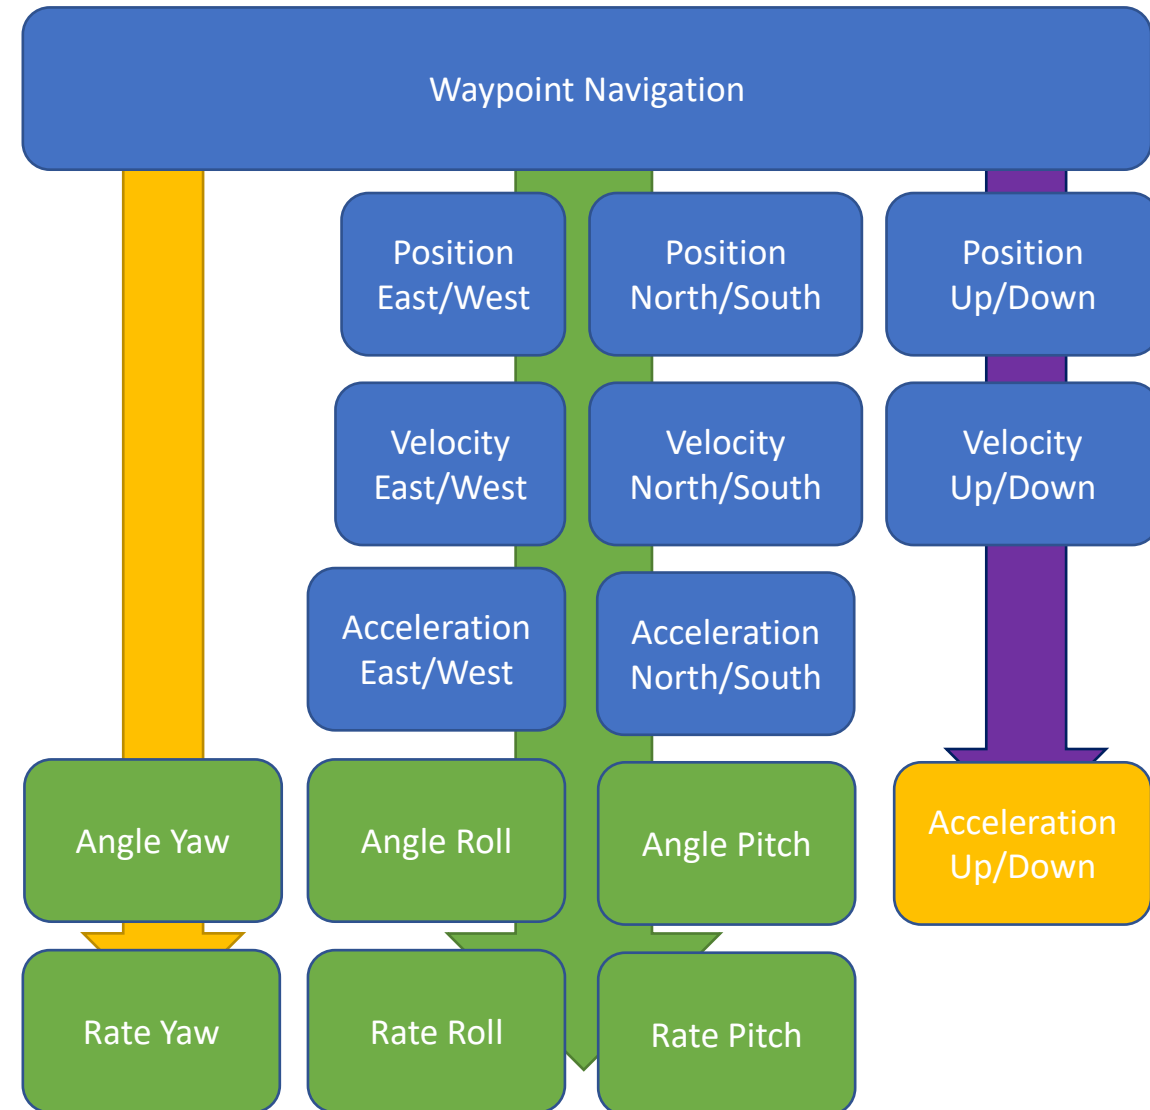 Waypoint Navigation
Position
East/West
Position
North/South
Position
Up/Down
Velocity
East/West
Velocity
North/South
Velocity
Up/Down
Acceleration
East/West
Acceleration
North/South
Angle Yaw
Angle Roll
Angle Pitch
Acceleration
Up/Down
Rate Yaw
Rate Roll
Rate Pitch